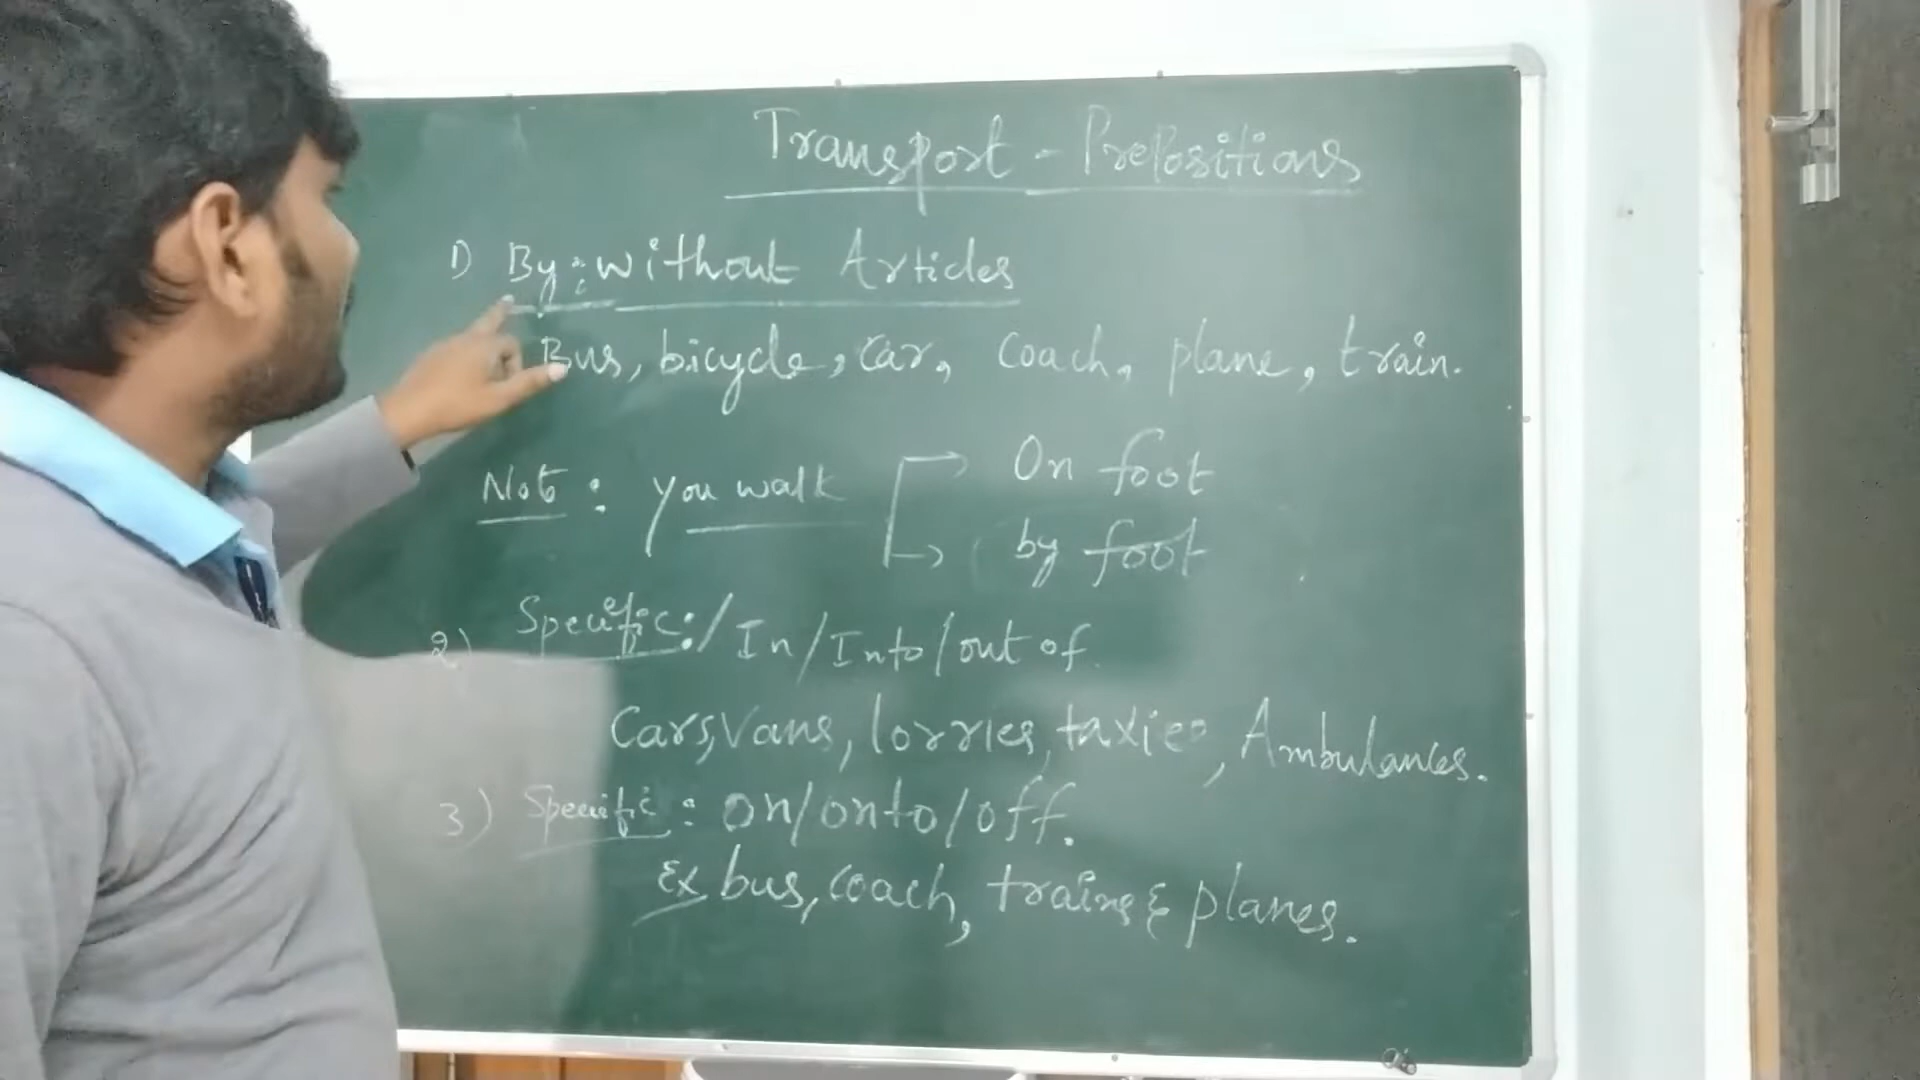 Transport - Prepositions
1) By: without Articles
Bus, bicycle, car, coach, plane, train.
Note: you walk On foot
by foot
2) Specific:/In/Into/out of.
Cars, Vans, lorries, taxies, Ambulances.
3) Specific: on/onto/off.
Ex bus, coach, trains & planes.